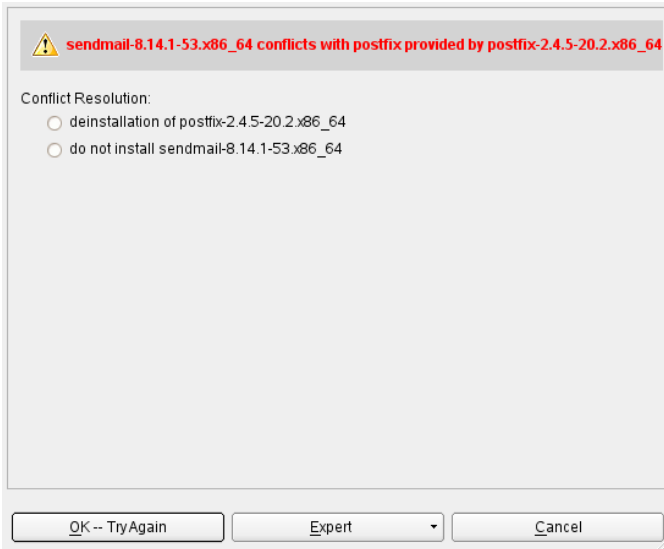 sendmail-8.14.1-53.x86_64 conflicts with postfix provided by postfix-2.4.5-20.2.x86_64
Conflict Resolution:
deinstallation of postfix-2.4.5-20.2.x86_64
do not install sendmail-8.14.1-53.x86_64
OK -- Try Again
Expert
Cancel